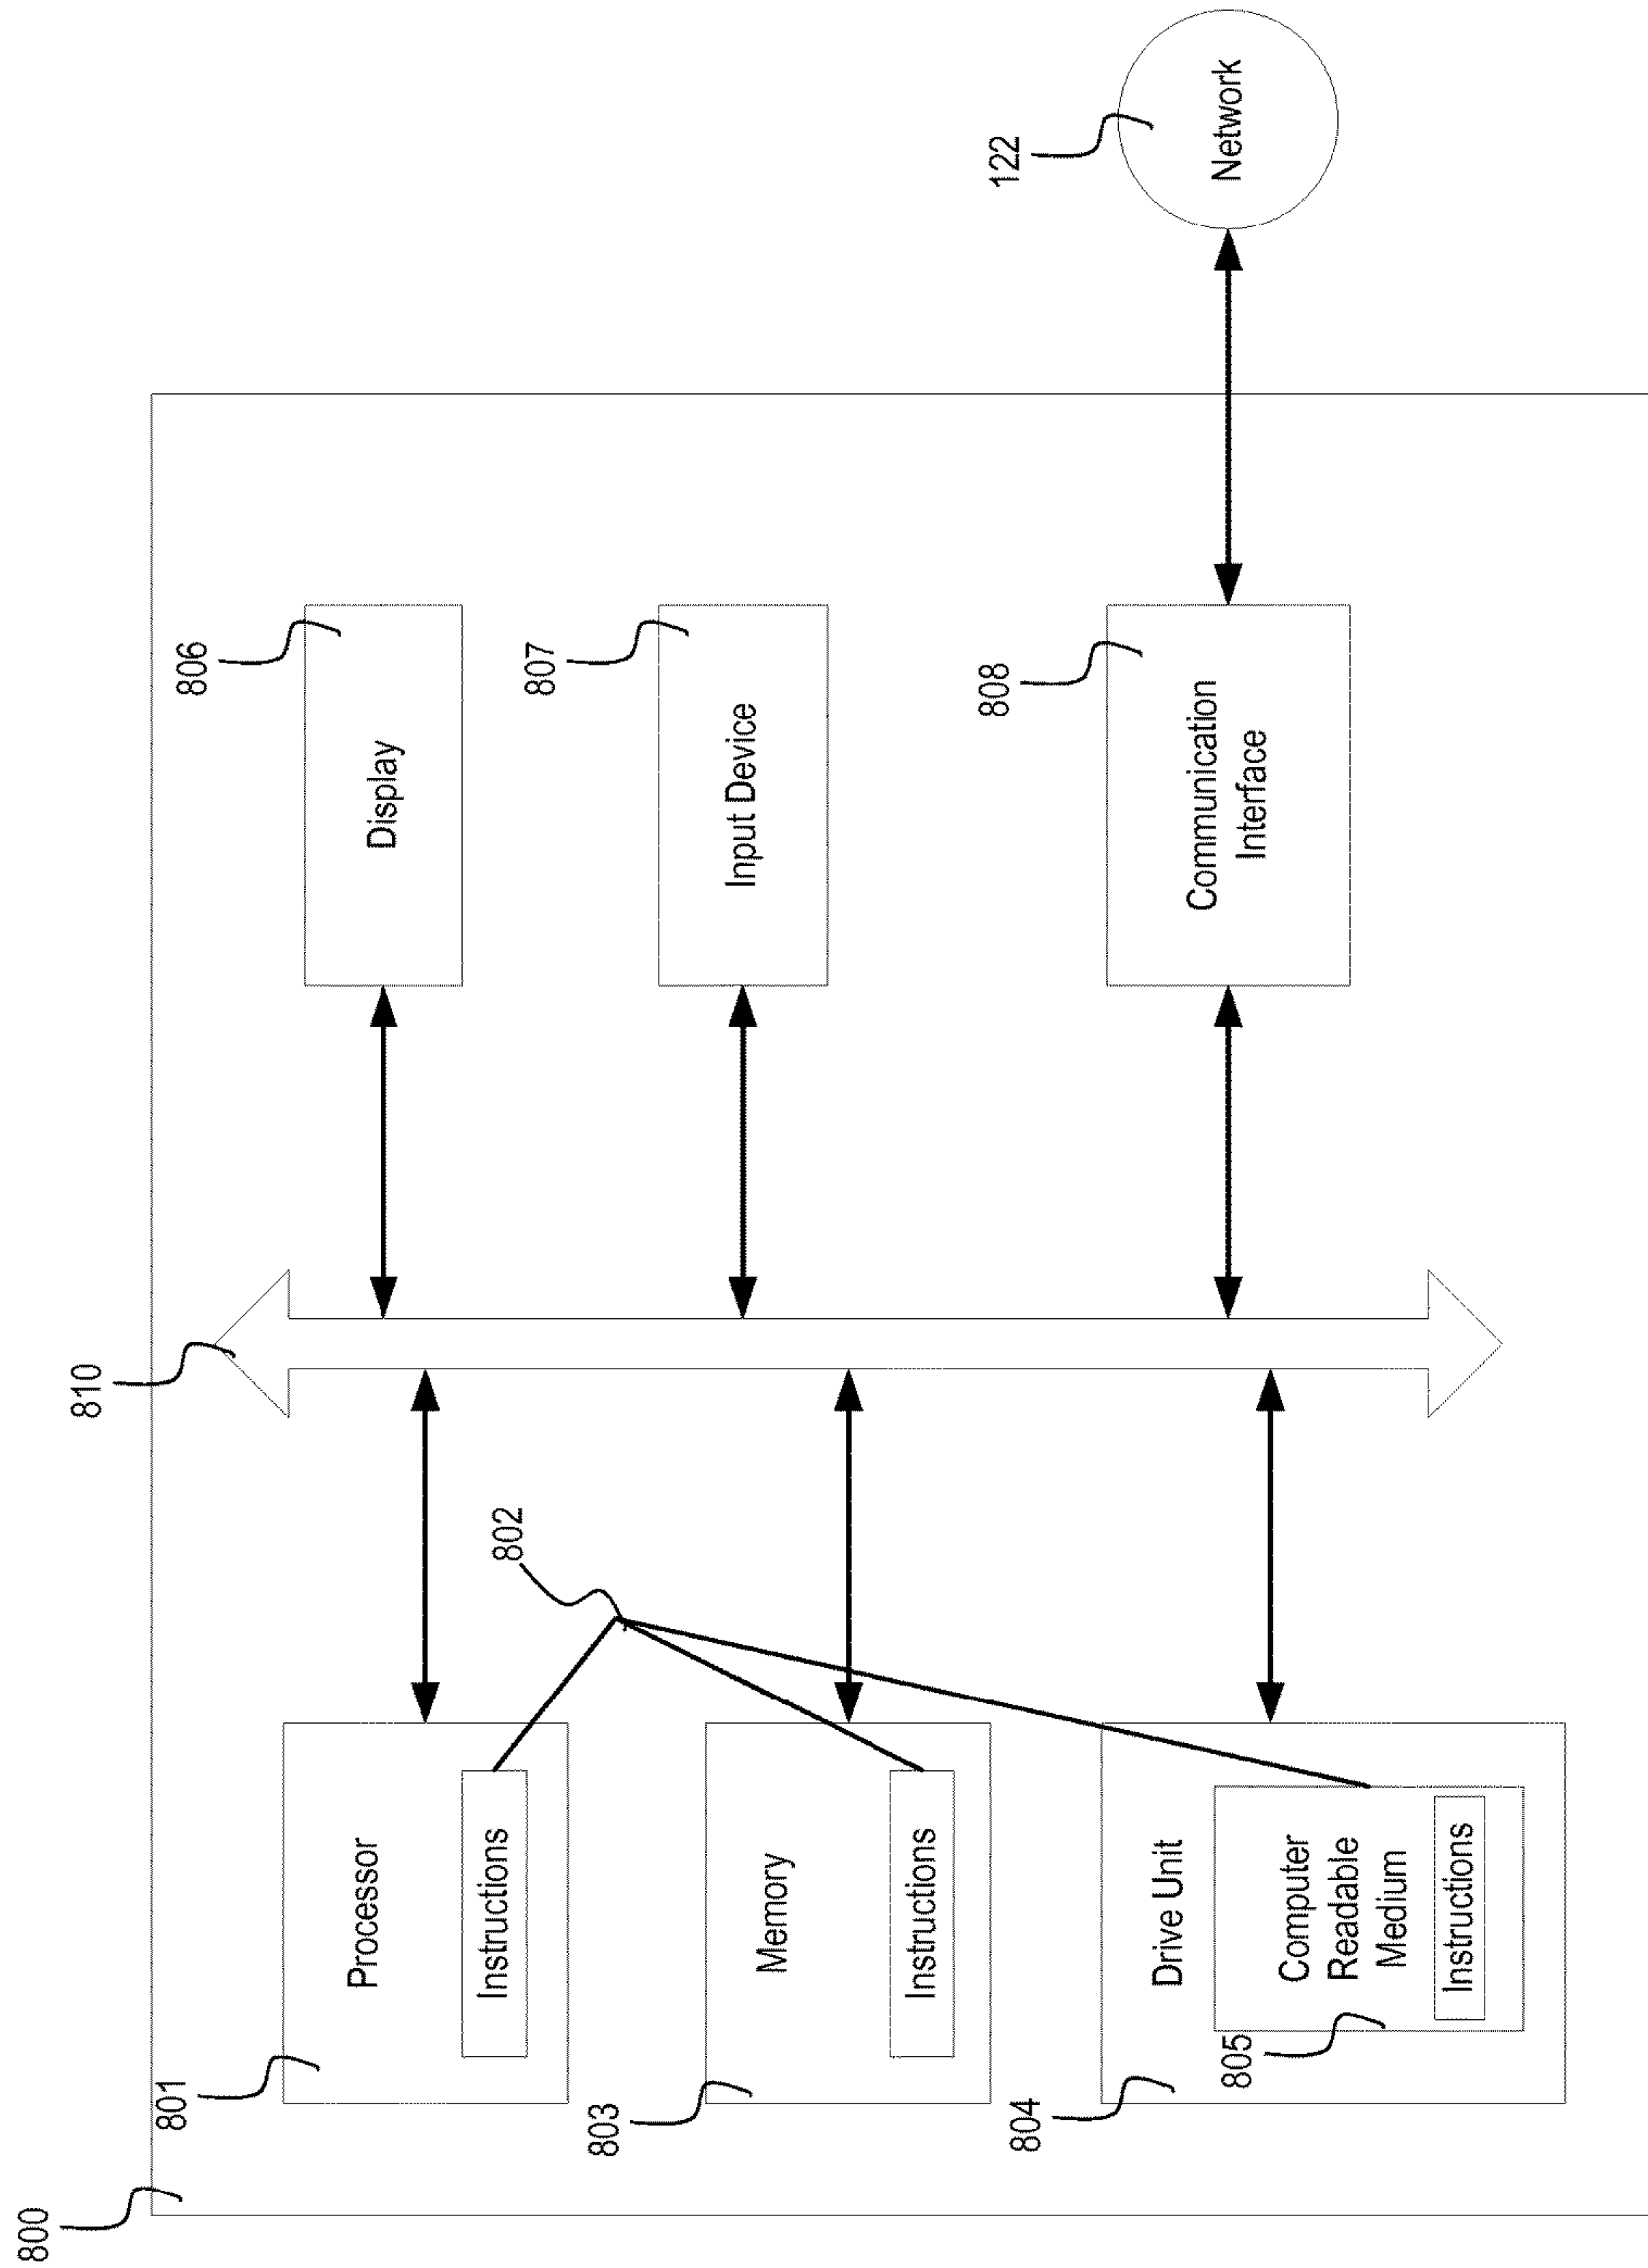 800
810
801
Processor
Instructions
802
806
Display
803
Memory
Instructions
807
Input Device
804
Drive Unit
805
Computer
Readable
Medium
Instructions
808
Communication
Interface
122
Network